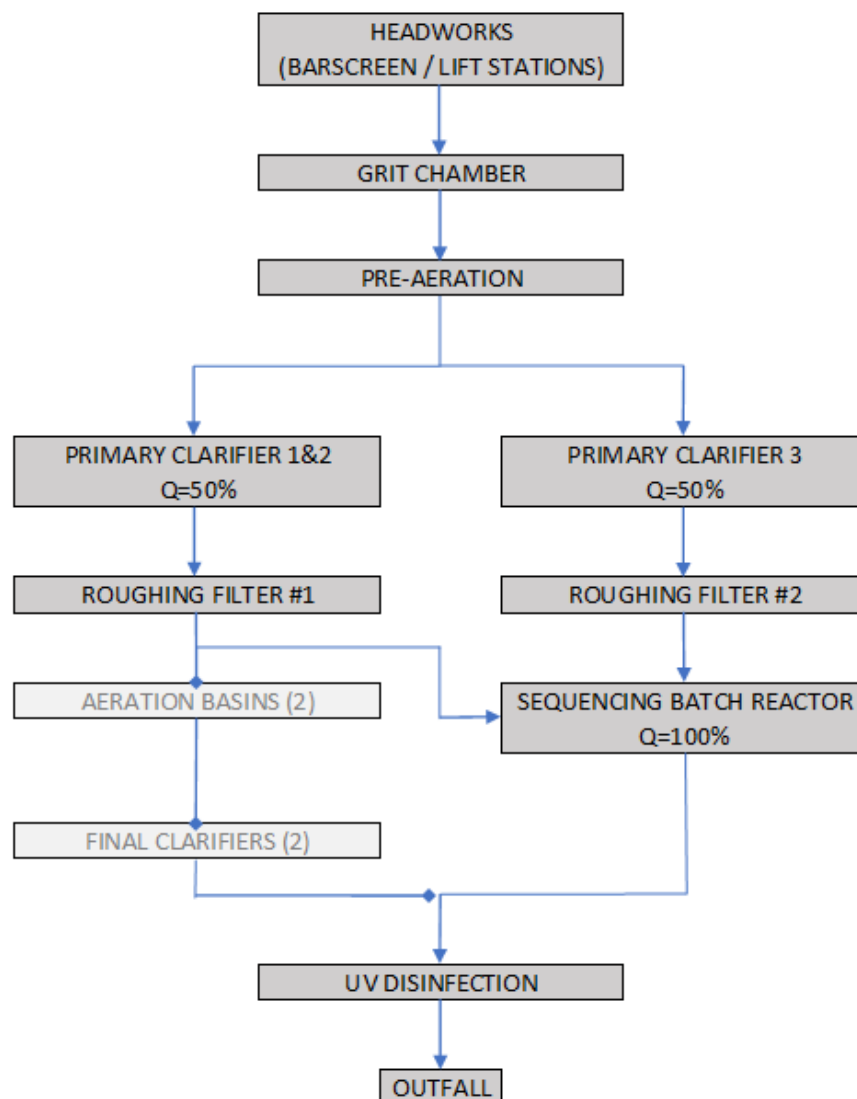 HEADWORKS
(BARSCREEN / LIFT STATIONS)
GRIT CHAMBER
PRE-AERATION
PRIMARY CLARIFIER 1&2
Q=50%
PRIMARY CLARIFIER 3
Q=50%
ROUGHING FILTER #1
ROUGHING FILTER #2
AERATION BASINS (2)
SEQUENCING BATCH REACTOR
Q=100%
FINAL CLARIFIERS (2)
UV DISINFECTION
OUTFALL